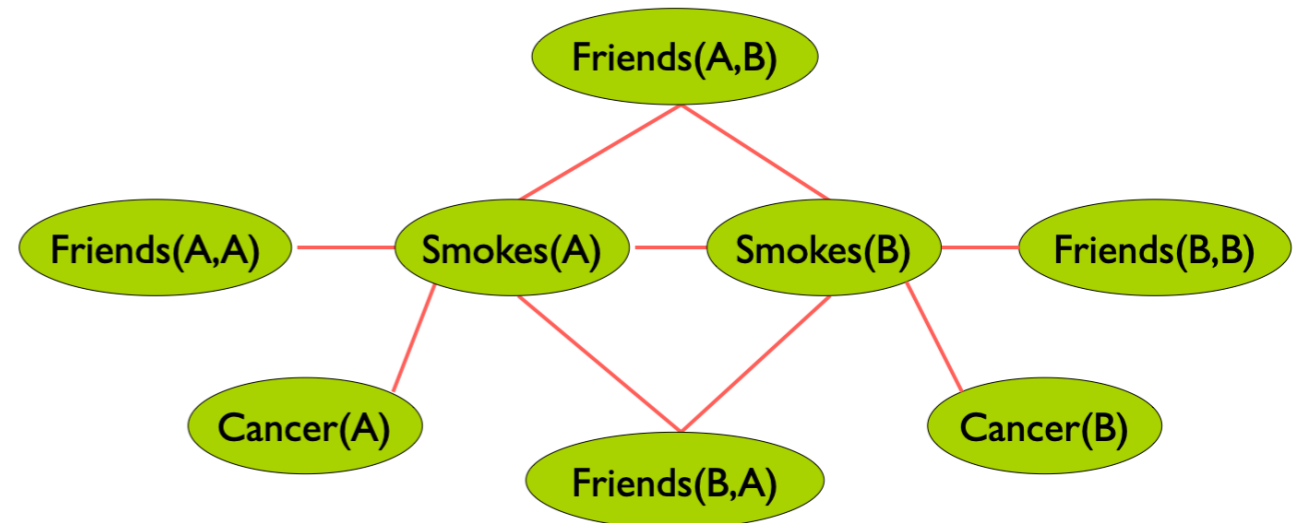 Friends(A,B)
Friends(A,A)
Smokes(A)
Smokes(B)
Friends(B,B)
Cancer(A)
Cancer(B)
Friends(B,A)